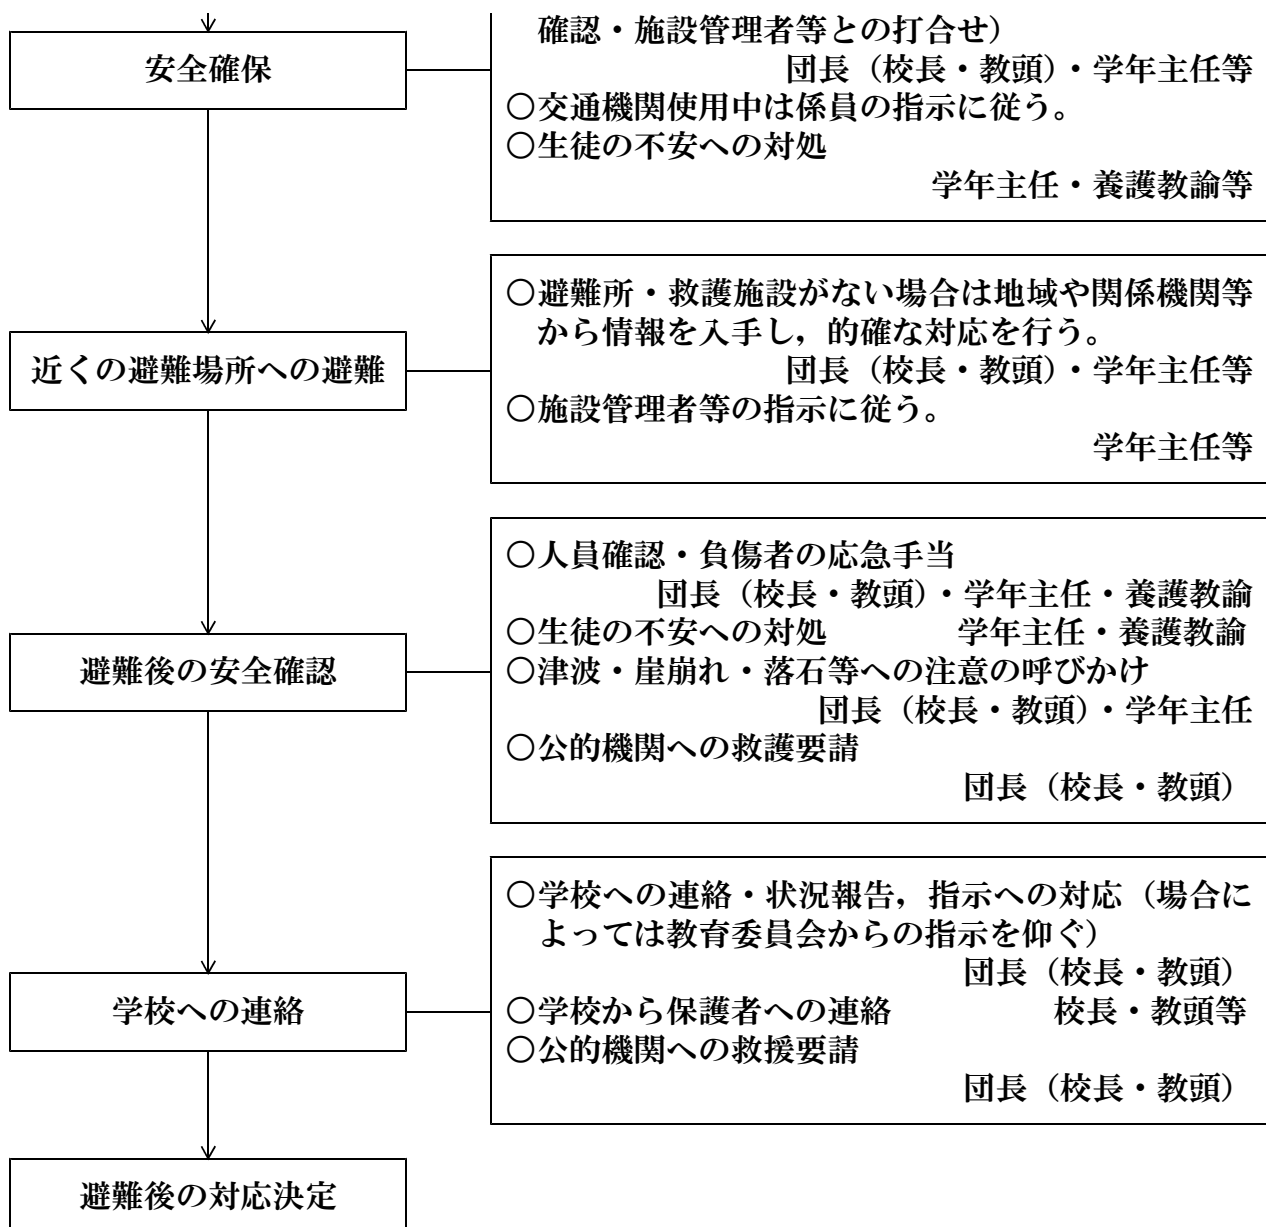 安全確保
確認・施設管理者等との打合せ）
団長（校長・教頭）・学年主任等
○交通機関使用中は係員の指示に従う。
○生徒の不安への対処
学年主任・養護教諭等
近くの避難場所への避難
○避難所・救護施設がない場合は地域や関係機関等
から情報を入手し，的確な対応を行う。
団長（校長・教頭）・学年主任等
○施設管理者等の指示に従う。
学年主任等
避難後の安全確認
○人員確認・負傷者の応急手当
団長（校長・教頭）・学年主任・養護教諭
○生徒の不安への対処　　　　学年主任・養護教諭
○津波・崖崩れ・落石等への注意の呼びかけ
団長（校長・教頭）・学年主任
○公的機関への救護要請
団長（校長・教頭）
学校への連絡
○学校への連絡・状況報告，指示への対応（場合に
よっては教育委員会からの指示を仰ぐ）
団長（校長・教頭）
○学校から保護者への連絡　　　　　校長・教頭等
○公的機関への救援要請
団長（校長・教頭）
避難後の対応決定